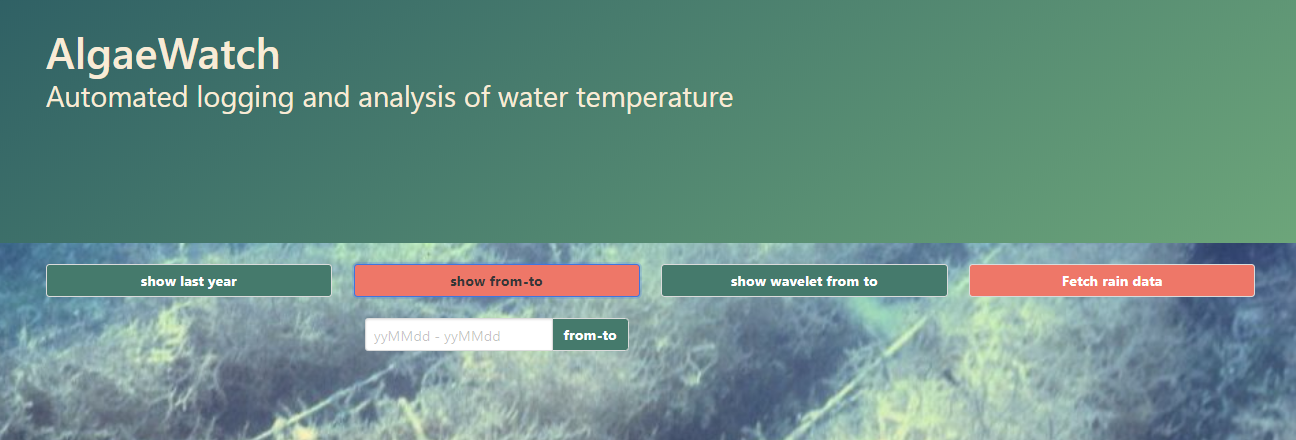 AlgaeWatch
Automated logging and analysis of water temperature
show last year
show from-to
show wavelet from to
Fetch rain data
yyMMdd - yyMMdd
from-to